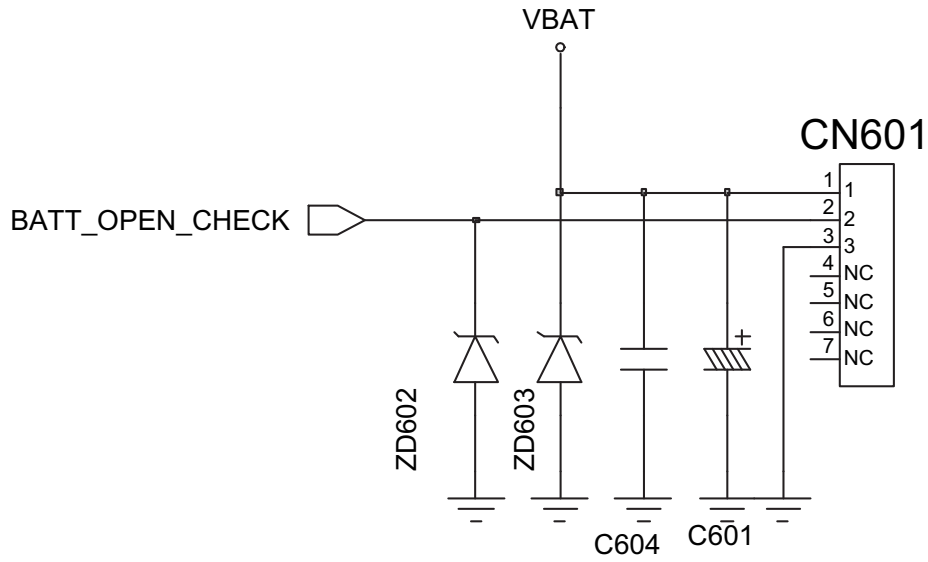 VBAT
CN601
BATT_OPEN_CHECK
1 1
2 2
3 3
4 NC
5 NC
6 NC
7 NC
+
ZD602
ZD603
C604
C601